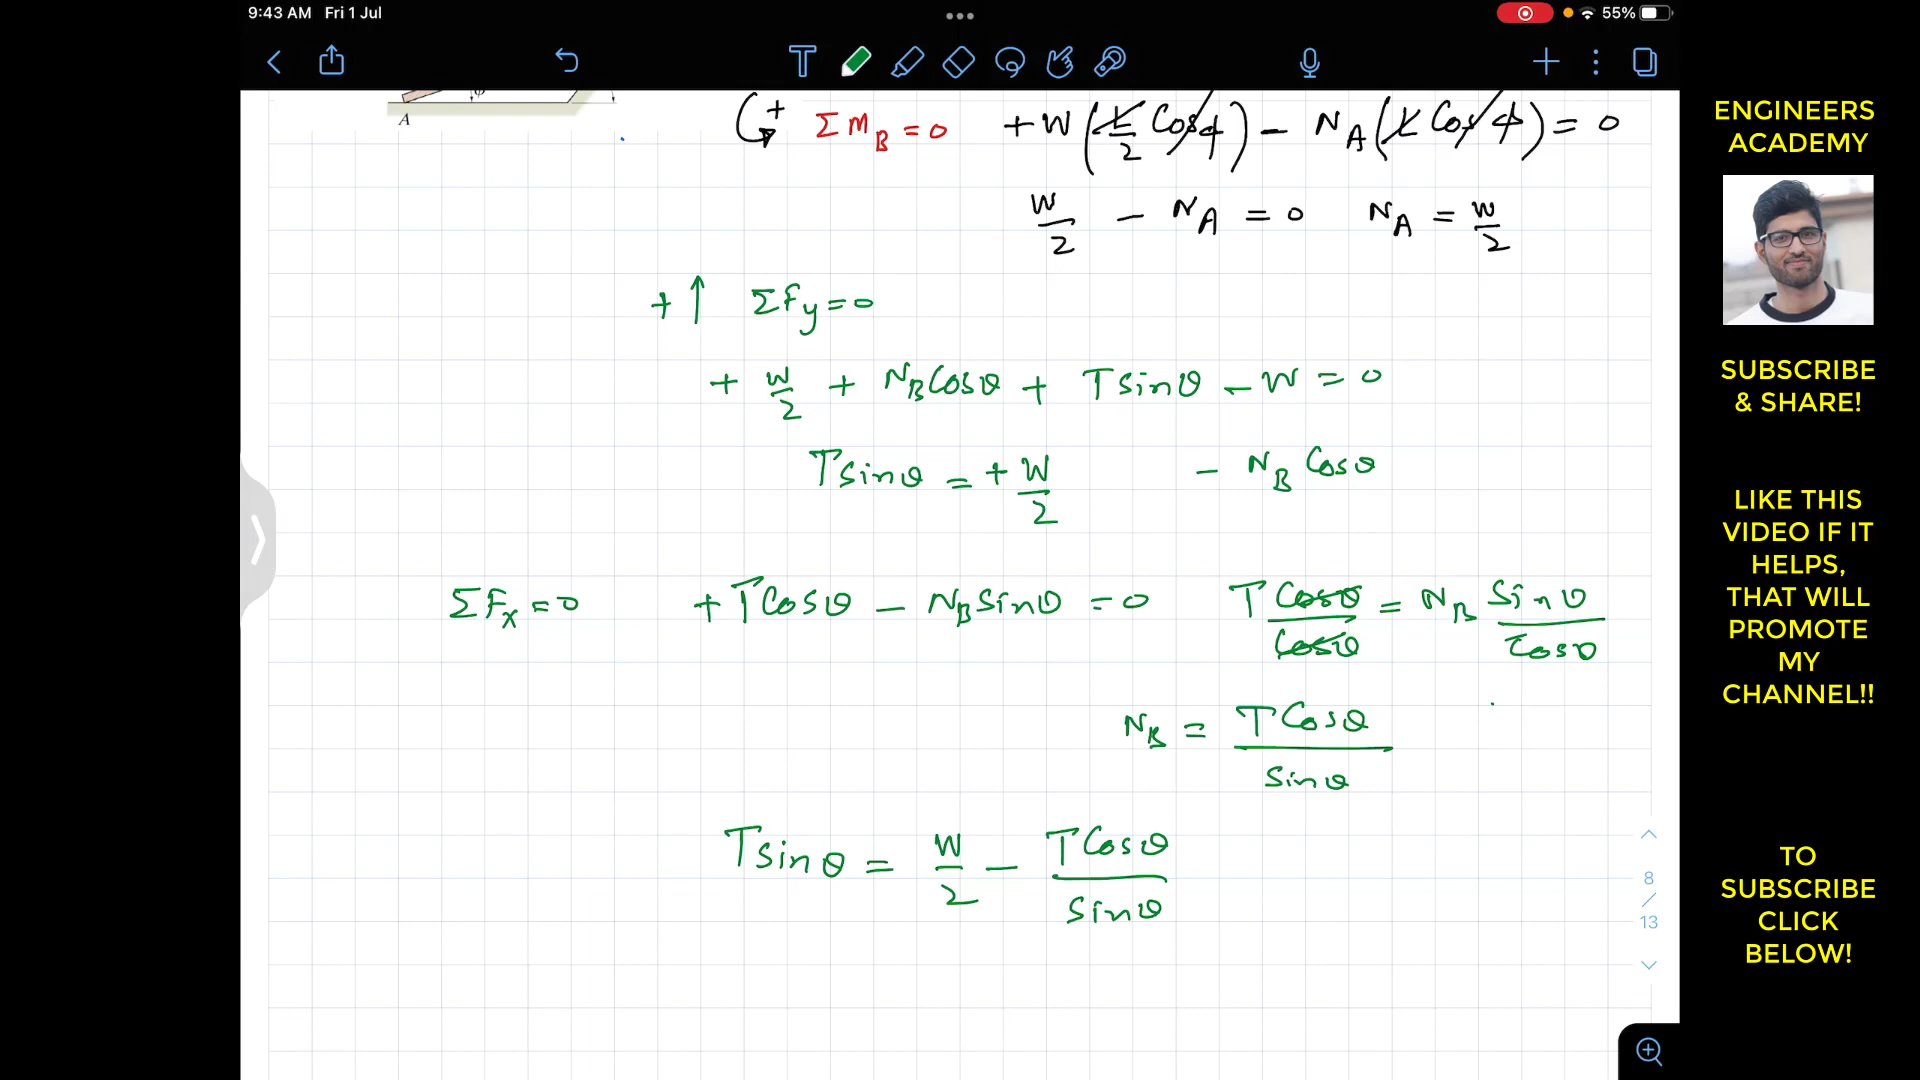 9:43 AM Fri 1 Jul
55%
A
+ ΣM_B = 0 +W(L/2 Cosϕ) - N_A(L Cosϕ) = 0
W/2 - N_A = 0 N_A = W/2
+↑ ΣFy = 0
+ W/2 + N_B Cosθ + T sinθ - W = 0
T sinθ = + W/2 - N_B Cosθ
ΣFx = 0 + T Cosθ - N_B Sinθ = 0 T Cosθ/Cosθ = N_B Sinθ/Cosθ
N_B = T Cosθ/Sinθ
T sinθ = W/2 - T Cosθ/Sinθ
8
/
13
ENGINEERS
ACADEMY
SUBSCRIBE
& SHARE!
LIKE THIS
VIDEO IF IT
HELPS,
THAT WILL
PROMOTE
MY
CHANNEL!!
TO
SUBSCRIBE
CLICK
BELOW!